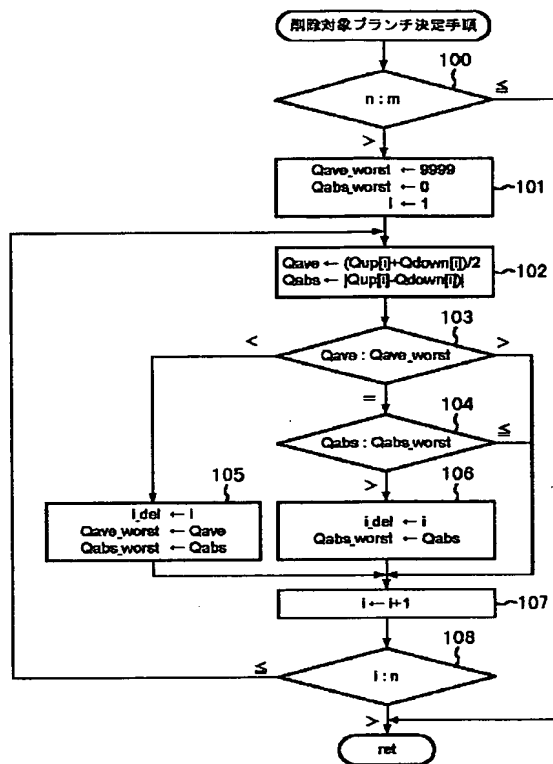 削除対象ブランチ決定手順
100
n : m
≦
>
Qave_worst ← 9999
Qabs_worst ← 0
i ← 1
101
Qave ← (Qup[i]+Qdown[i])/2
Qabs ← |Qup[i]-Qdown[i])|
102
103
<
Qave : Qave_worst
>
=
104
Qabs : Qabs_worst
≦
>
105
i_del ← i
Qave_worst ← Qave
Qabs_worst ← Qabs
106
i_del ← i
Qabs_worst ← Qabs
i ← i+1
107
108
≦
i : n
>
ret